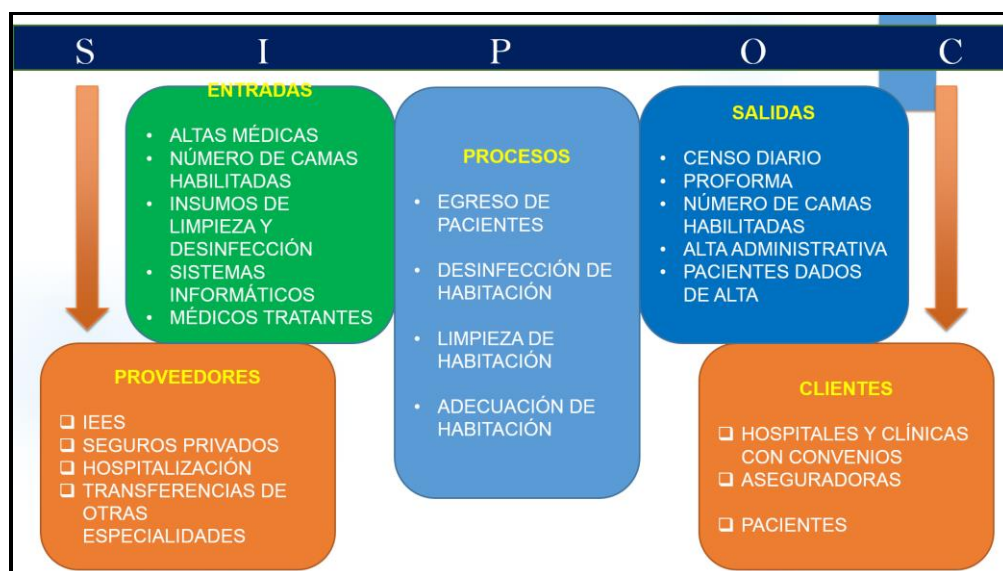 S I P O C
ENTRADAS
• ALTAS MÉDICAS
• NÚMERO DE CAMAS
HABILITADAS
• INSUMOS DE
LIMPIEZA Y
DESINFECCIÓN
• SISTEMAS
INFORMÁTICOS
• MÉDICOS TRATANTES
PROVEEDORES
❑ IEES
❑ SEGUROS PRIVADOS
❑ HOSPITALIZACIÓN
❑ TRANSFERENCIAS DE
OTRAS
ESPECIALIDADES
PROCESOS
• EGRESO DE
PACIENTES
• DESINFECCIÓN DE
HABITACIÓN
• LIMPIEZA DE
HABITACIÓN
• ADECUACIÓN DE
HABITACIÓN
SALIDAS
• CENSO DIARIO
• PROFORMA
• NÚMERO DE CAMAS
HABILITADAS
• ALTA ADMINISTRATIVA
• PACIENTES DADOS
DE ALTA
CLIENTES
❑ HOSPITALES Y CLÍNICAS
CON CONVENIOS
❑ ASEGURADORAS
❑ PACIENTES